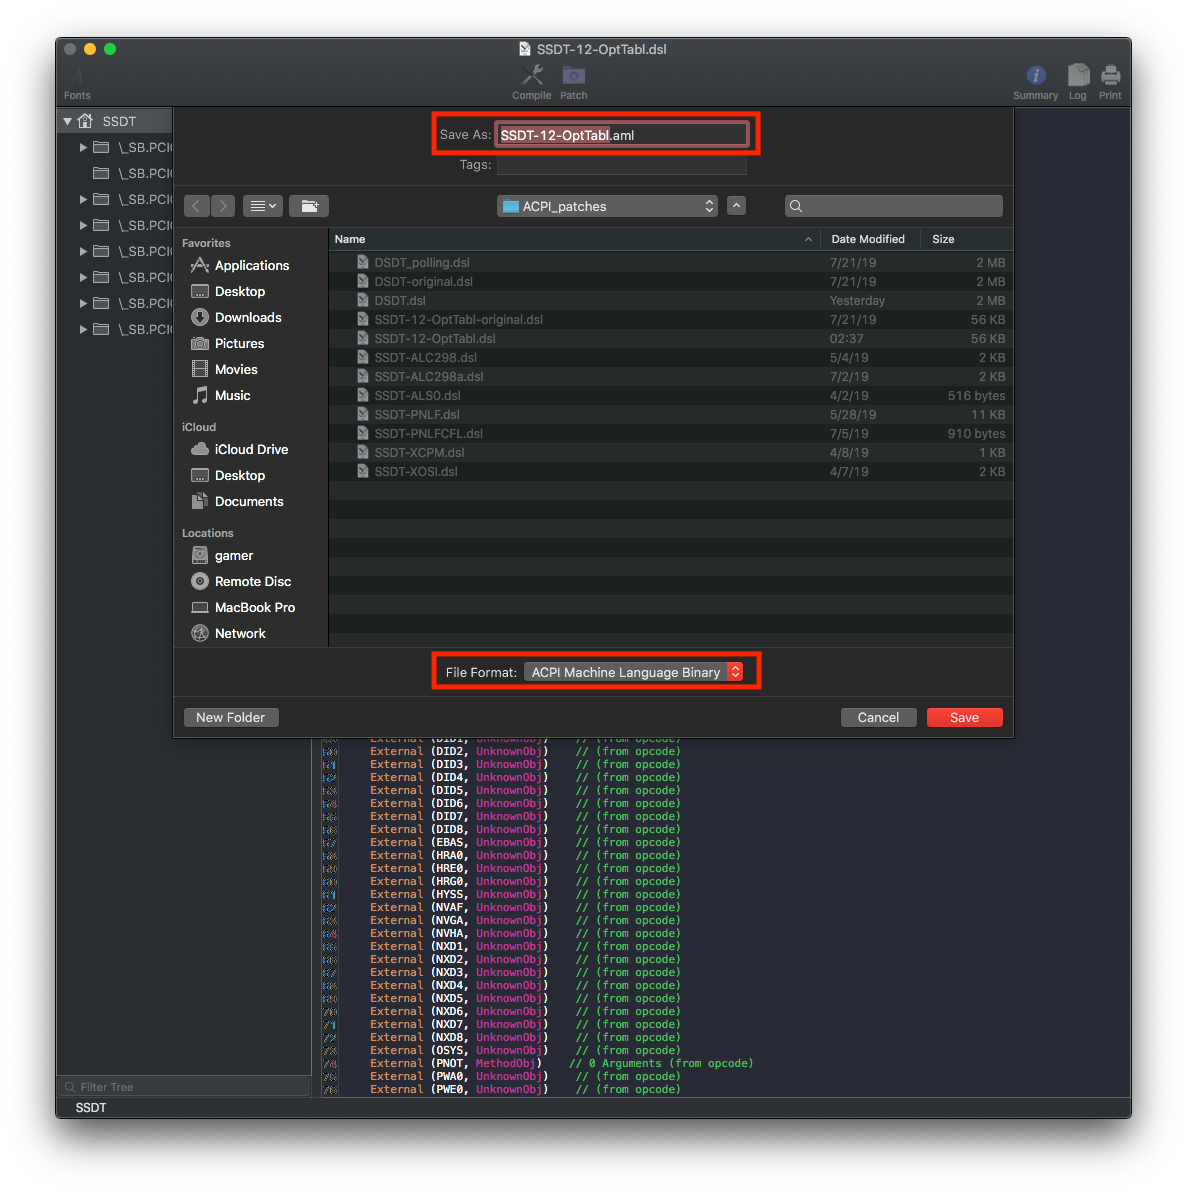 SSDT-12-OptTabl.dsl
Fonts
Compile
Patch
Summary
Log
Print
SSDT
\_SB.PCI
\_SB.PCI
\_SB.PCI
\_SB.PCI
\_SB.PCI
\_SB.PCI
\_SB.PCI
\_SB.PCI
Save As: SSDT-12-OptTabl.aml
Tags:
ACPI_patches
Favorites
Applications
Desktop
Downloads
Pictures
Movies
Music
iCloud
iCloud Drive
Desktop
Documents
Locations
gamer
Remote Disc
MacBook Pro
Network
Name Date Modified Size
DSDT_polling.dsl 7/21/19 2 MB
DSDT-original.dsl 7/21/19 2 MB
DSDT.dsl Yesterday 2 MB
SSDT-12-OptTabl-original.dsl 7/21/19 56 KB
SSDT-12-OptTabl.dsl 02:37 56 KB
SSDT-ALC298.dsl 5/4/19 2 KB
SSDT-ALC298a.dsl 7/2/19 2 KB
SSDT-ALS0.dsl 4/2/19 516 bytes
SSDT-PNLF.dsl 5/28/19 11 KB
SSDT-PNLFCFL.dsl 7/5/19 910 bytes
SSDT-XCPM.dsl 4/8/19 1 KB
SSDT-XOSI.dsl 4/7/19 2 KB
File Format: ACPI Machine Language Binary
New Folder
Cancel
Save
External (DID1, UnknownObj) // (from opcode)
External (DID2, UnknownObj) // (from opcode)
External (DID3, UnknownObj) // (from opcode)
External (DID4, UnknownObj) // (from opcode)
External (DID5, UnknownObj) // (from opcode)
External (DID6, UnknownObj) // (from opcode)
External (DID7, UnknownObj) // (from opcode)
External (DID8, UnknownObj) // (from opcode)
External (EBAS, UnknownObj) // (from opcode)
External (HRA0, UnknownObj) // (from opcode)
External (HRE0, UnknownObj) // (from opcode)
External (HRG0, UnknownObj) // (from opcode)
External (HYSS, UnknownObj) // (from opcode)
External (NVAF, UnknownObj) // (from opcode)
External (NVGA, UnknownObj) // (from opcode)
External (NVHA, UnknownObj) // (from opcode)
External (NXD1, UnknownObj) // (from opcode)
External (NXD2, UnknownObj) // (from opcode)
External (NXD3, UnknownObj) // (from opcode)
External (NXD4, UnknownObj) // (from opcode)
External (NXD5, UnknownObj) // (from opcode)
External (NXD6, UnknownObj) // (from opcode)
External (NXD7, UnknownObj) // (from opcode)
External (NXD8, UnknownObj) // (from opcode)
External (OSYS, UnknownObj) // (from opcode)
External (PNOT, MethodObj) // 0 Arguments (from opcode)
External (PWA0, UnknownObj) // (from opcode)
External (PWE0, UnknownObj) // (from opcode)
Filter Tree
SSDT